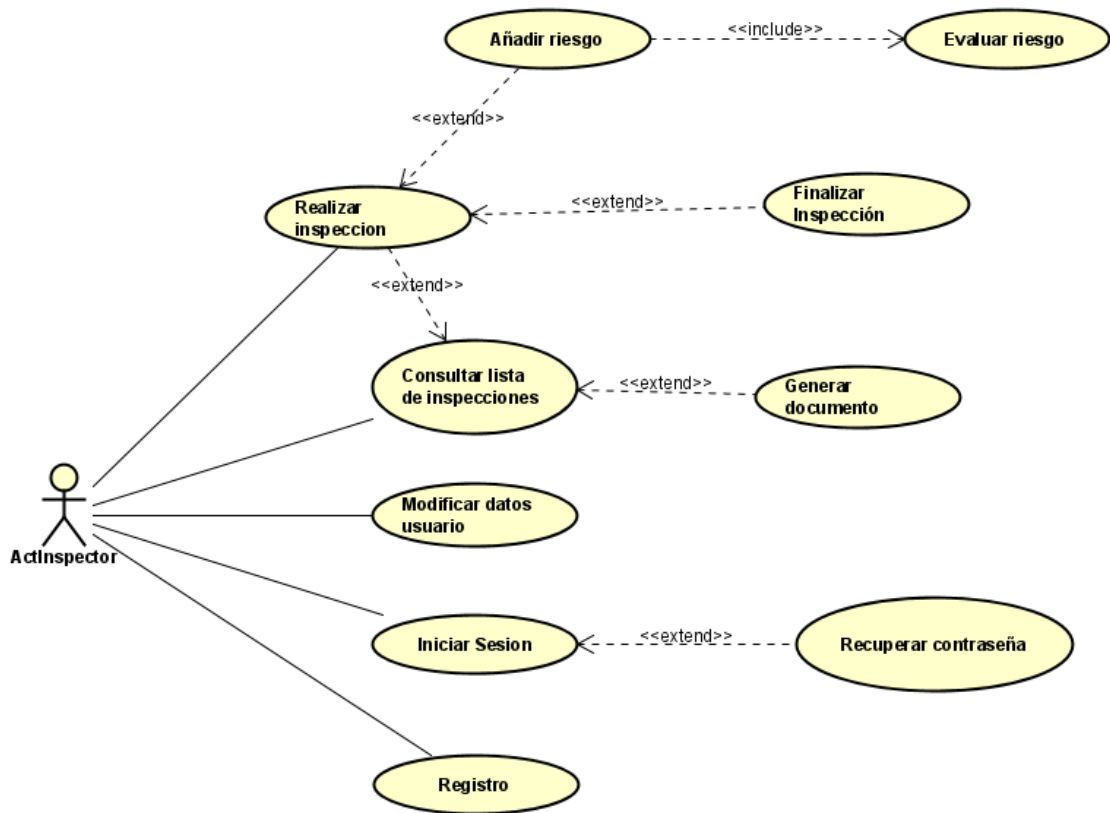 Añadir riesgo
<<include>>
Evaluar riesgo
<<extend>>
Realizar
inspeccion
<<extend>>
Finalizar
Inspección
<<extend>>
Consultar lista
de inspecciones
<<extend>>
Generar
documento
Modificar datos
usuario
ActInspector
Iniciar Sesion
<<extend>>
Recuperar contraseña
Registro